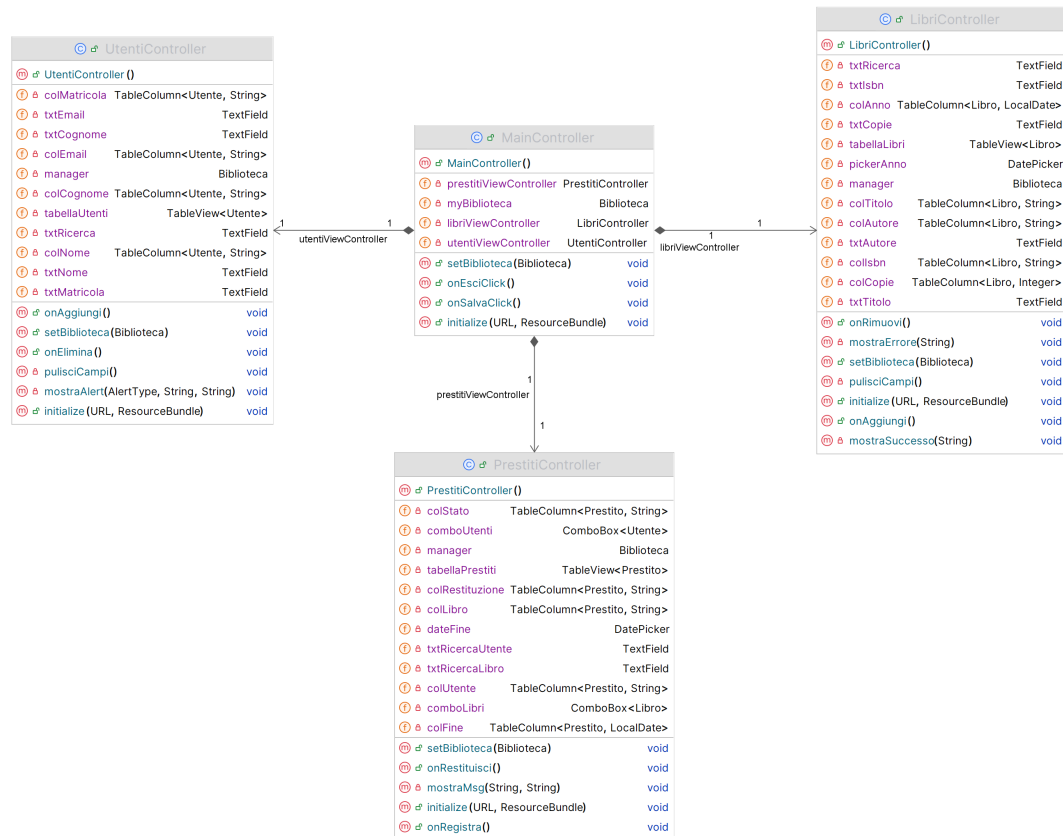 UtentiController
UtentiController()
colMatricola TableColumn<Utente, String>
txtEmail TextField
txtCognome TextField
colEmail TableColumn<Utente, String>
manager Biblioteca
colCognome TableColumn<Utente, String>
tabellaUtenti TableView<Utente>
txtRicerca TextField
colNome TableColumn<Utente, String>
txtNome TextField
txtMatricola TextField
onAggiungi() void
setBiblioteca(Biblioteca) void
onElimina() void
pulisciCampi() void
mostraAlert(AlertType, String, String) void
initialize(URL, ResourceBundle) void
1
1
utentiViewController
MainController
MainController()
prestitiViewController PrestitiController
myBiblioteca Biblioteca
libriViewController LibriController
utentiViewController UtentiController
setBiblioteca(Biblioteca) void
onEsciClick() void
onSalvaClick() void
initialize(URL, ResourceBundle) void
1
1
libriViewController
LibriController
LibriController()
txtRicerca TextField
txtIsbn TextField
colAnno TableColumn<Libro, LocalDate>
txtCopie TextField
tabellaLibri TableView<Libro>
pickerAnno DatePicker
manager Biblioteca
colTitolo TableColumn<Libro, String>
colAutore TableColumn<Libro, String>
txtAutore TextField
colIsbn TableColumn<Libro, String>
colCopie TableColumn<Libro, Integer>
txtTitolo TextField
onRimuovi() void
mostraErrore(String) void
setBiblioteca(Biblioteca) void
pulisciCampi() void
initialize(URL, ResourceBundle) void
onAggiungi() void
mostraSuccesso(String) void
1
prestitiViewController
1
PrestitiController
PrestitiController()
colStato TableColumn<Prestito, String>
comboUtenti ComboBox<Utente>
manager Biblioteca
tabellaPrestiti TableView<Prestito>
colRestituzione TableColumn<Prestito, String>
colLibro TableColumn<Prestito, String>
dateFine DatePicker
txtRicercaUtente TextField
txtRicercaLibro TextField
colUtente TableColumn<Prestito, String>
comboLibri ComboBox<Libro>
colFine TableColumn<Prestito, LocalDate>
setBiblioteca(Biblioteca) void
onRestituisci() void
mostraMsg(String, String) void
initialize(URL, ResourceBundle) void
onRegistra() void